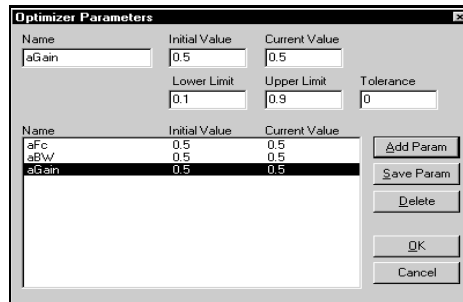 Optimizer Parameters
Name Initial Value Current Value
aGain 0.5 0.5
Lower Limit Upper Limit Tolerance
0.1 0.9 0
Name Initial Value Current Value
aFc 0.5 0.5
aBW 0.5 0.5
aGain 0.5 0.5
Add Param
Save Param
Delete
OK
Cancel